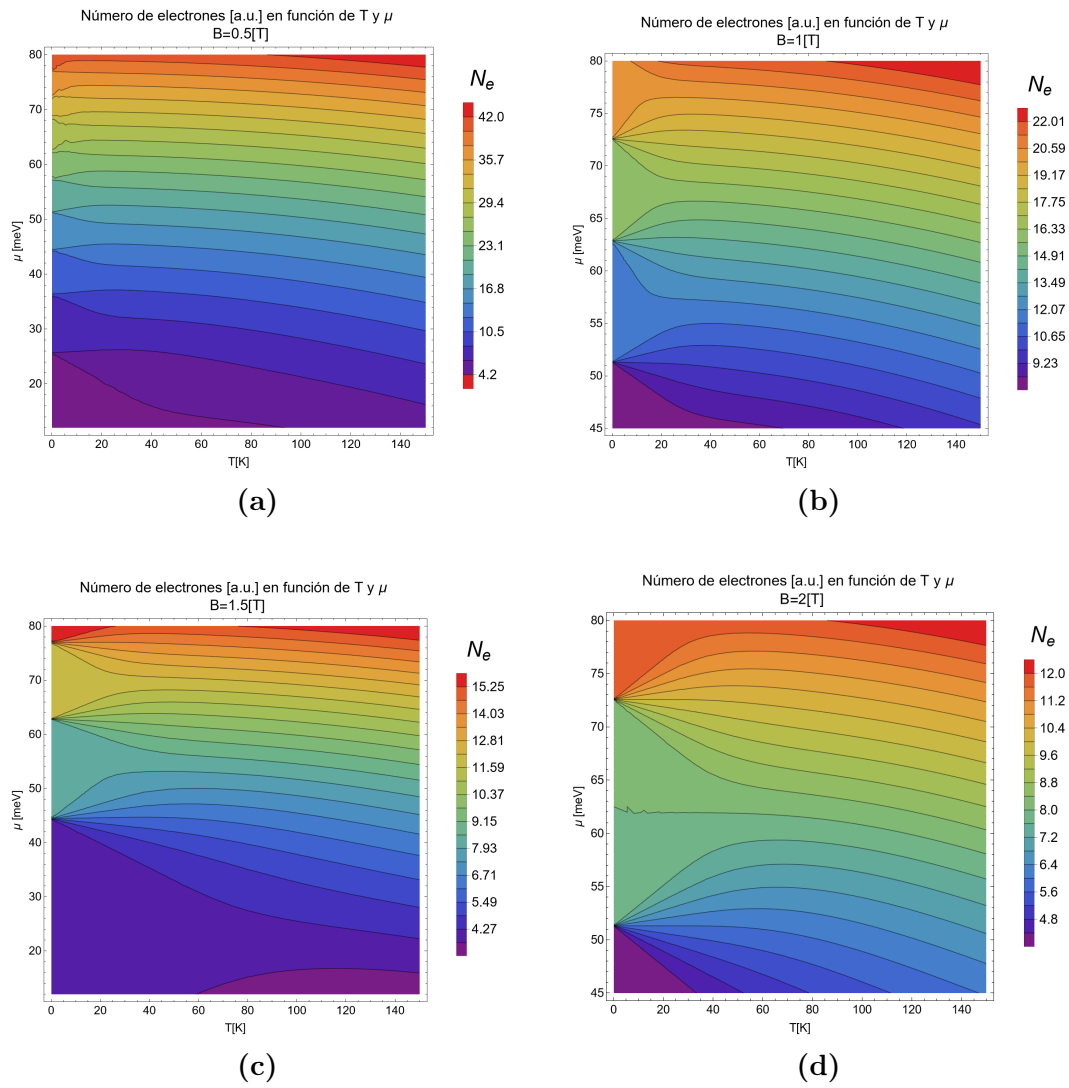 Número de electrones [a.u.] en función de T y μ
B=0.5[T]
80
70
60
50
40
30
20
μ [meV]
0 20 40 60 80 100 120 140
T[K]
N_e
42.0
35.7
29.4
23.1
16.8
10.5
4.2
(a)
Número de electrones [a.u.] en función de T y μ
B=1[T]
80
75
70
65
60
55
50
45
μ [meV]
0 20 40 60 80 100 120 140
T[K]
N_e
22.01
20.59
19.17
17.75
16.33
14.91
13.49
12.07
10.65
9.23
(b)
Número de electrones [a.u.] en función de T y μ
B=1.5[T]
80
70
60
50
40
30
20
μ [meV]
0 20 40 60 80 100 120 140
T[K]
N_e
15.25
14.03
12.81
11.59
10.37
9.15
7.93
6.71
5.49
4.27
(c)
Número de electrones [a.u.] en función de T y μ
B=2[T]
80
75
70
65
60
55
50
45
μ [meV]
0 20 40 60 80 100 120 140
T[K]
N_e
12.0
11.2
10.4
9.6
8.8
8.0
7.2
6.4
5.6
4.8
(d)